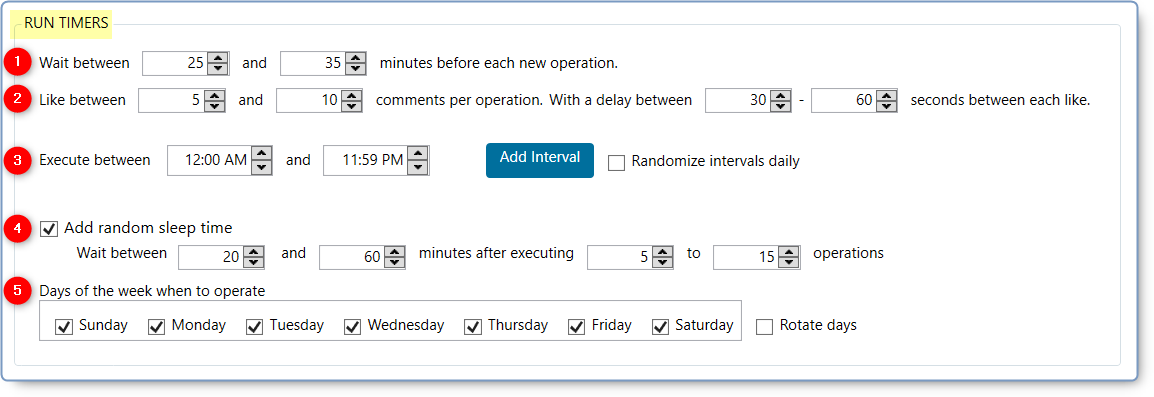 RUN TIMERS
1 Wait between 25 and 35 minutes before each new operation.
2 Like between 5 and 10 comments per operation. With a delay between 30 - 60 seconds between each like.
3 Execute between 12:00 AM and 11:59 PM Add Interval Randomize intervals daily
4 Add random sleep time
Wait between 20 and 60 minutes after executing 5 to 15 operations
5 Days of the week when to operate
Sunday Monday Tuesday Wednesday Thursday Friday Saturday Rotate days